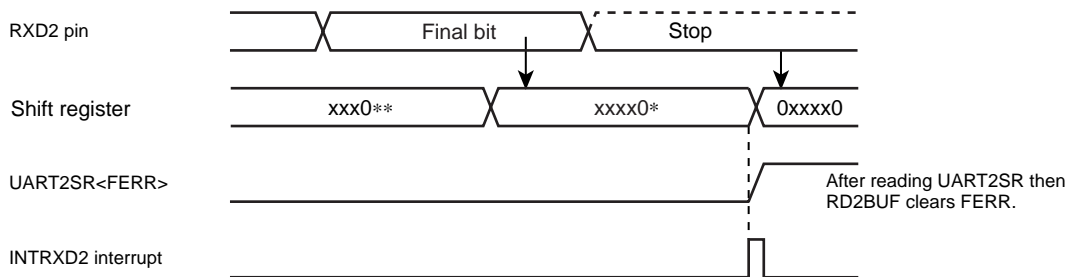 RXD2 pin
Final bit
Stop
Shift register
xxx0**
xxxx0*
0xxxx0
UART2SR<FERR>
After reading UART2SR then
RD2BUF clears FERR.
INTRXD2 interrupt